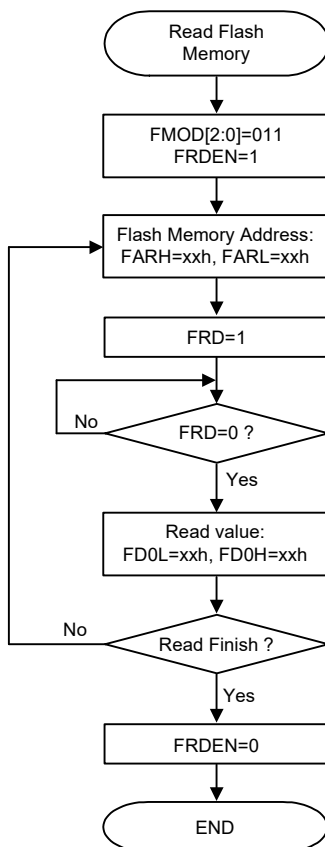 Read Flash
Memory
FMOD[2:0]=011
FRDEN=1
Flash Memory Address:
FARH=xxh, FARL=xxh
FRD=1
No
FRD=0 ?
Yes
Read value:
FD0L=xxh, FD0H=xxh
No
Read Finish ?
Yes
FRDEN=0
END